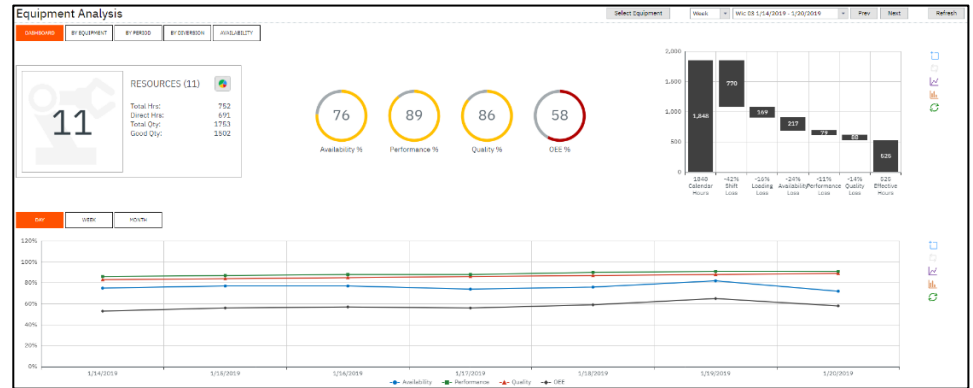 Equipment Analysis
Select Equipment
Week
Wk: 03 1/14/2019 - 1/20/2019
Prev
Next
Refresh
DASHBOARD
BY EQUIPMENT
BY PERIOD
BY DIVERSION
AVAILABILITY
11
RESOURCES (11)
Total Hrs: 752
Direct Hrs: 691
Total Qty: 1753
Good Qty: 1502
76
Availability %
89
Performance %
86
Quality %
58
OEE %
2,000
1,500
1,000
500
0
1,848
770
169
217
79
525
1848 Calendar Hours
-42% Shift Loss
-16% Loading Loss
-24% Availability Loss
-11% Performance Loss
-14% Quality Loss
525 Effective Hours
DAY
WEEK
MONTH
120%
100%
80%
60%
40%
20%
0%
1/14/2019
1/15/2019
1/16/2019
1/17/2019
1/18/2019
1/19/2019
1/20/2019
Availability
Performance
Quality
OEE